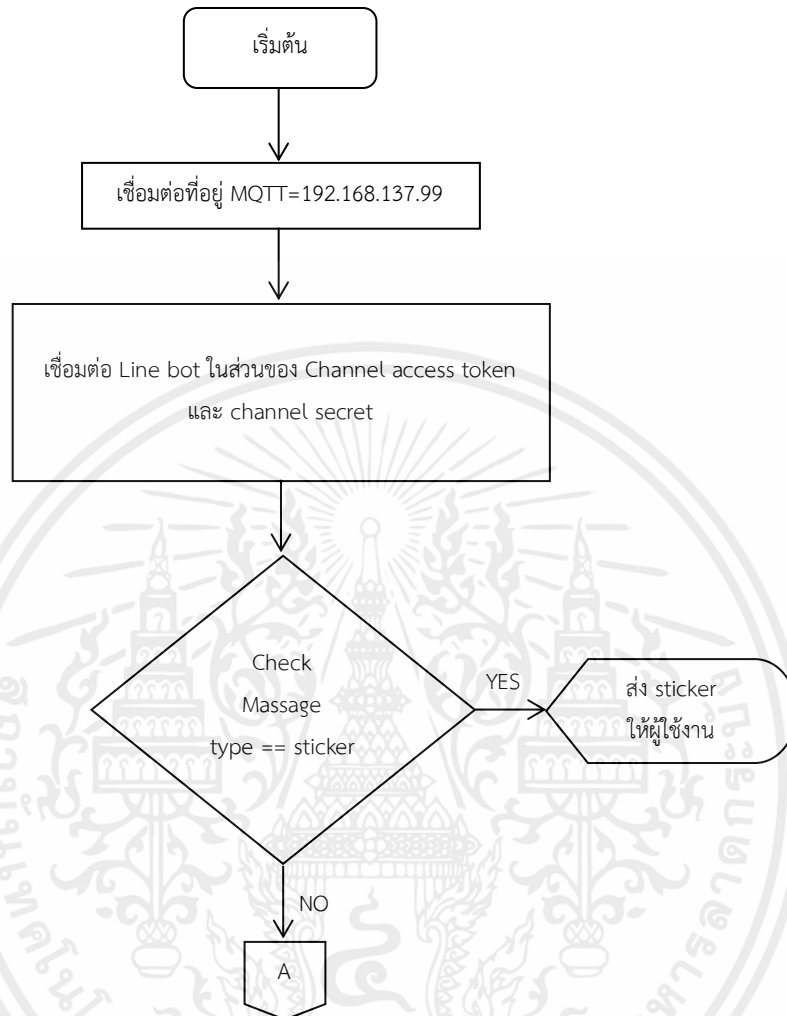 เริ่มต้น
เชื่อมต่อที่อยู่ MQTT=192.168.137.99
เชื่อมต่อ Line bot ในส่วนของ Channel access token
และ channel secret
Check
Massage
type == sticker
YES
ส่ง sticker
ให้ผู้ใช้งาน
NO
A